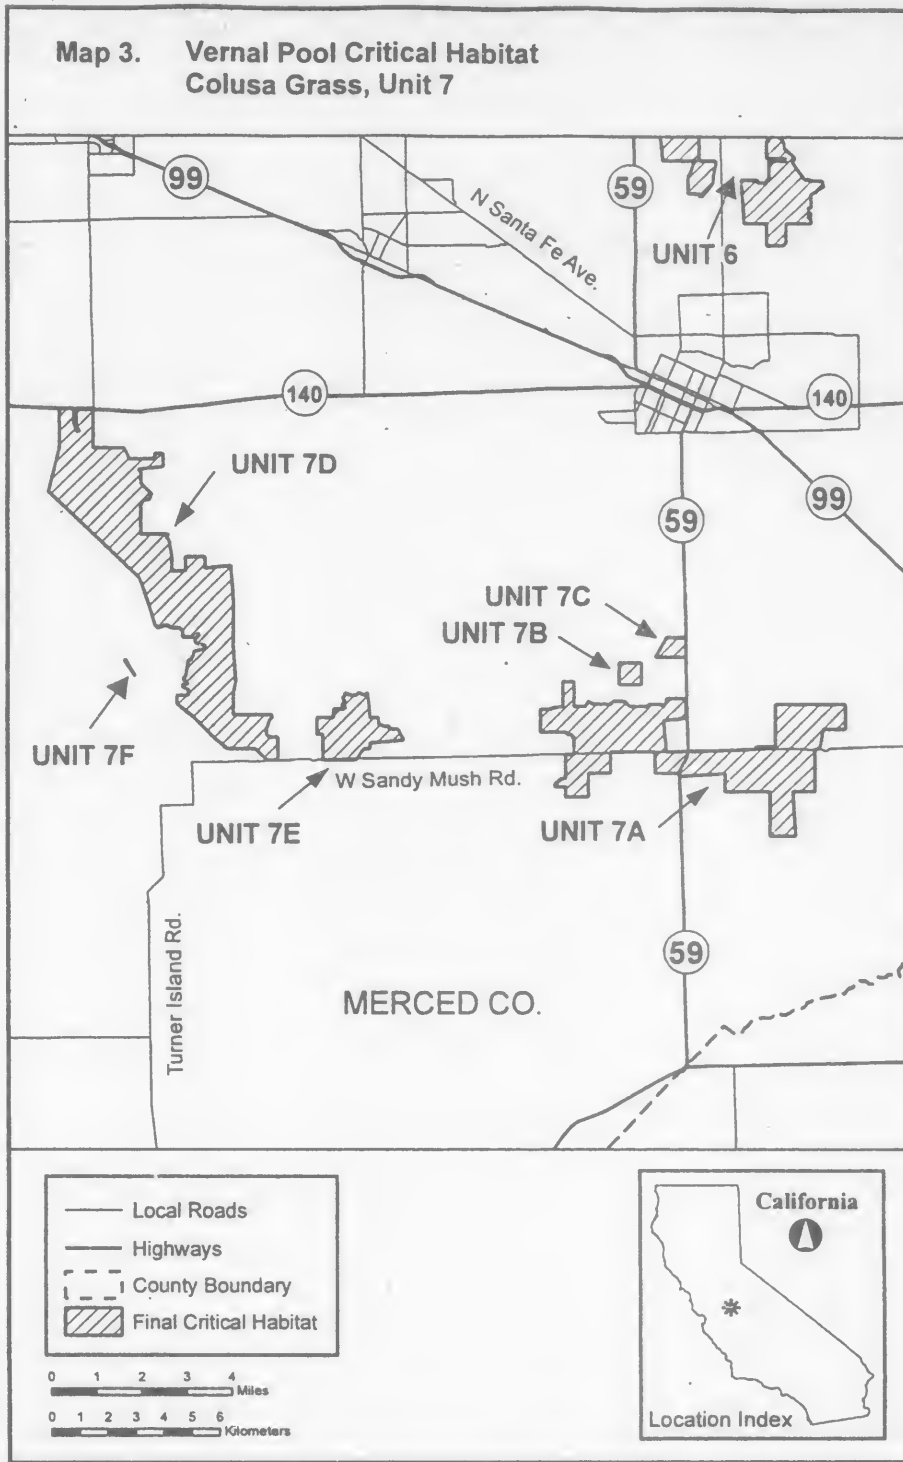 Map 3. Vernal Pool Critical Habitat
Colusa Grass, Unit 7
99
59
N Santa Fe Ave.
UNIT 6
140
140
UNIT 7D
59
99
UNIT 7C
UNIT 7B
UNIT 7F
W Sandy Mush Rd.
UNIT 7E
UNIT 7A
Turner Island Rd.
59
MERCED CO.
Local Roads
Highways
County Boundary
Final Critical Habitat
0 1 2 3 4
Miles
0 1 2 3 4 5 6
Kilometers
California
Location Index